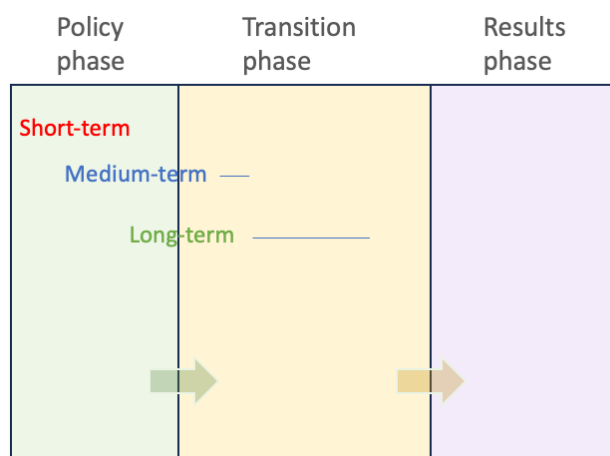 Policy phase
Transition phase
Results phase
Short-term
Medium-term
Long-term